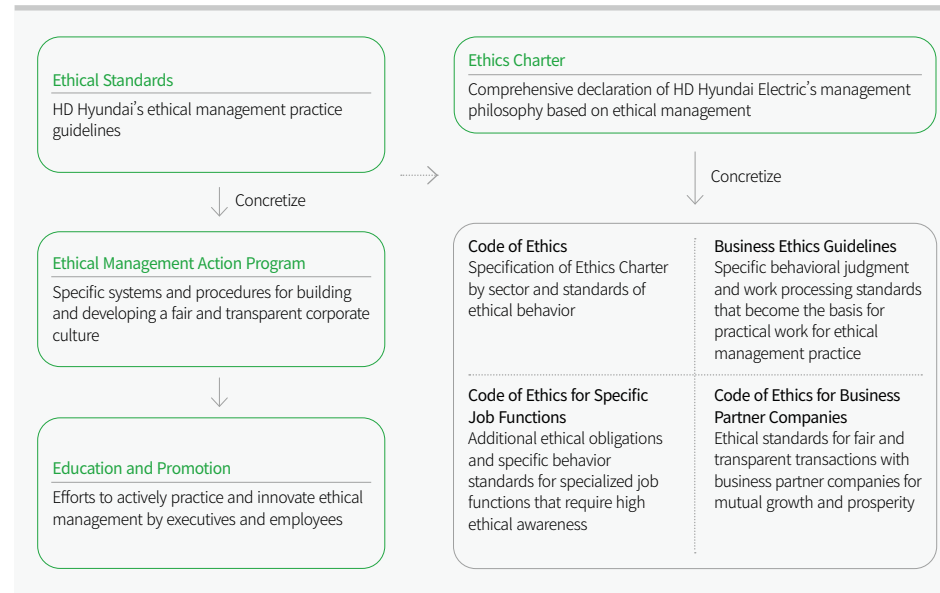 Ethical Standards
HD Hyundai's ethical management practice
guidelines
Concretize
Ethical Management Action Program
Specific systems and procedures for building
and developing a fair and transparent corporate
culture
Education and Promotion
Efforts to actively practice and innovate ethical
management by executives and employees
Ethics Charter
Comprehensive declaration of HD Hyundai Electric's management
philosophy based on ethical management
Concretize
Code of Ethics
Specification of Ethics Charter
by sector and standards of
ethical behavior
Business Ethics Guidelines
Specific behavioral judgment
and work processing standards
that become the basis for
practical work for ethical
management practice
Code of Ethics for Specific
Job Functions
Additional ethical obligations
and specific behavior
standards for specialized job
functions that require high
ethical awareness
Code of Ethics for Business
Partner Companies
Ethical standards for fair and
transparent transactions with
business partner companies for
mutual growth and prosperity